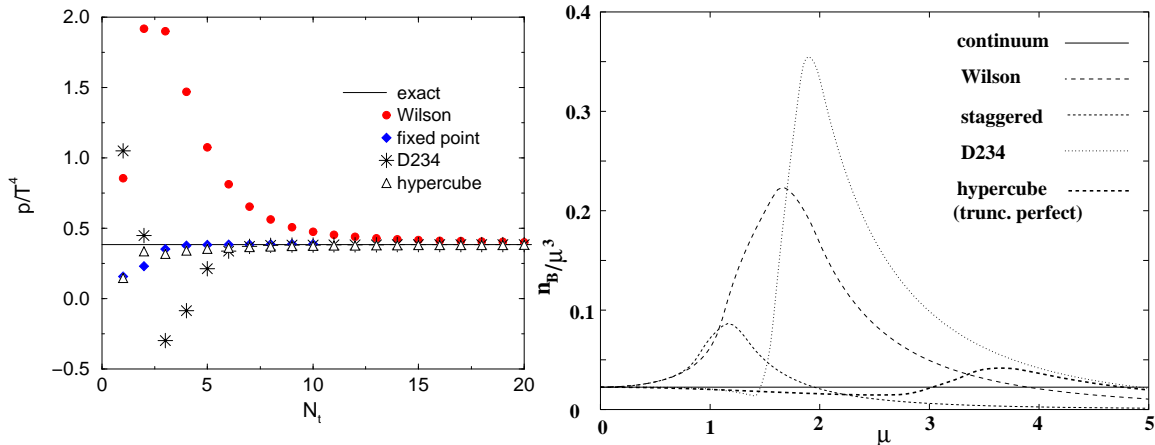 2.0
1.5
1.0
0.5
0.0
−0.5
p/T⁴
exact
Wilson
fixed point
D234
hypercube
0 5 10 15 20
N_t
0.4
0.3
0.2
0.1
0
n_B/μ³
continuum
Wilson
staggered
D234
hypercube
(trunc. perfect)
0 1 2 3 4 5
μ